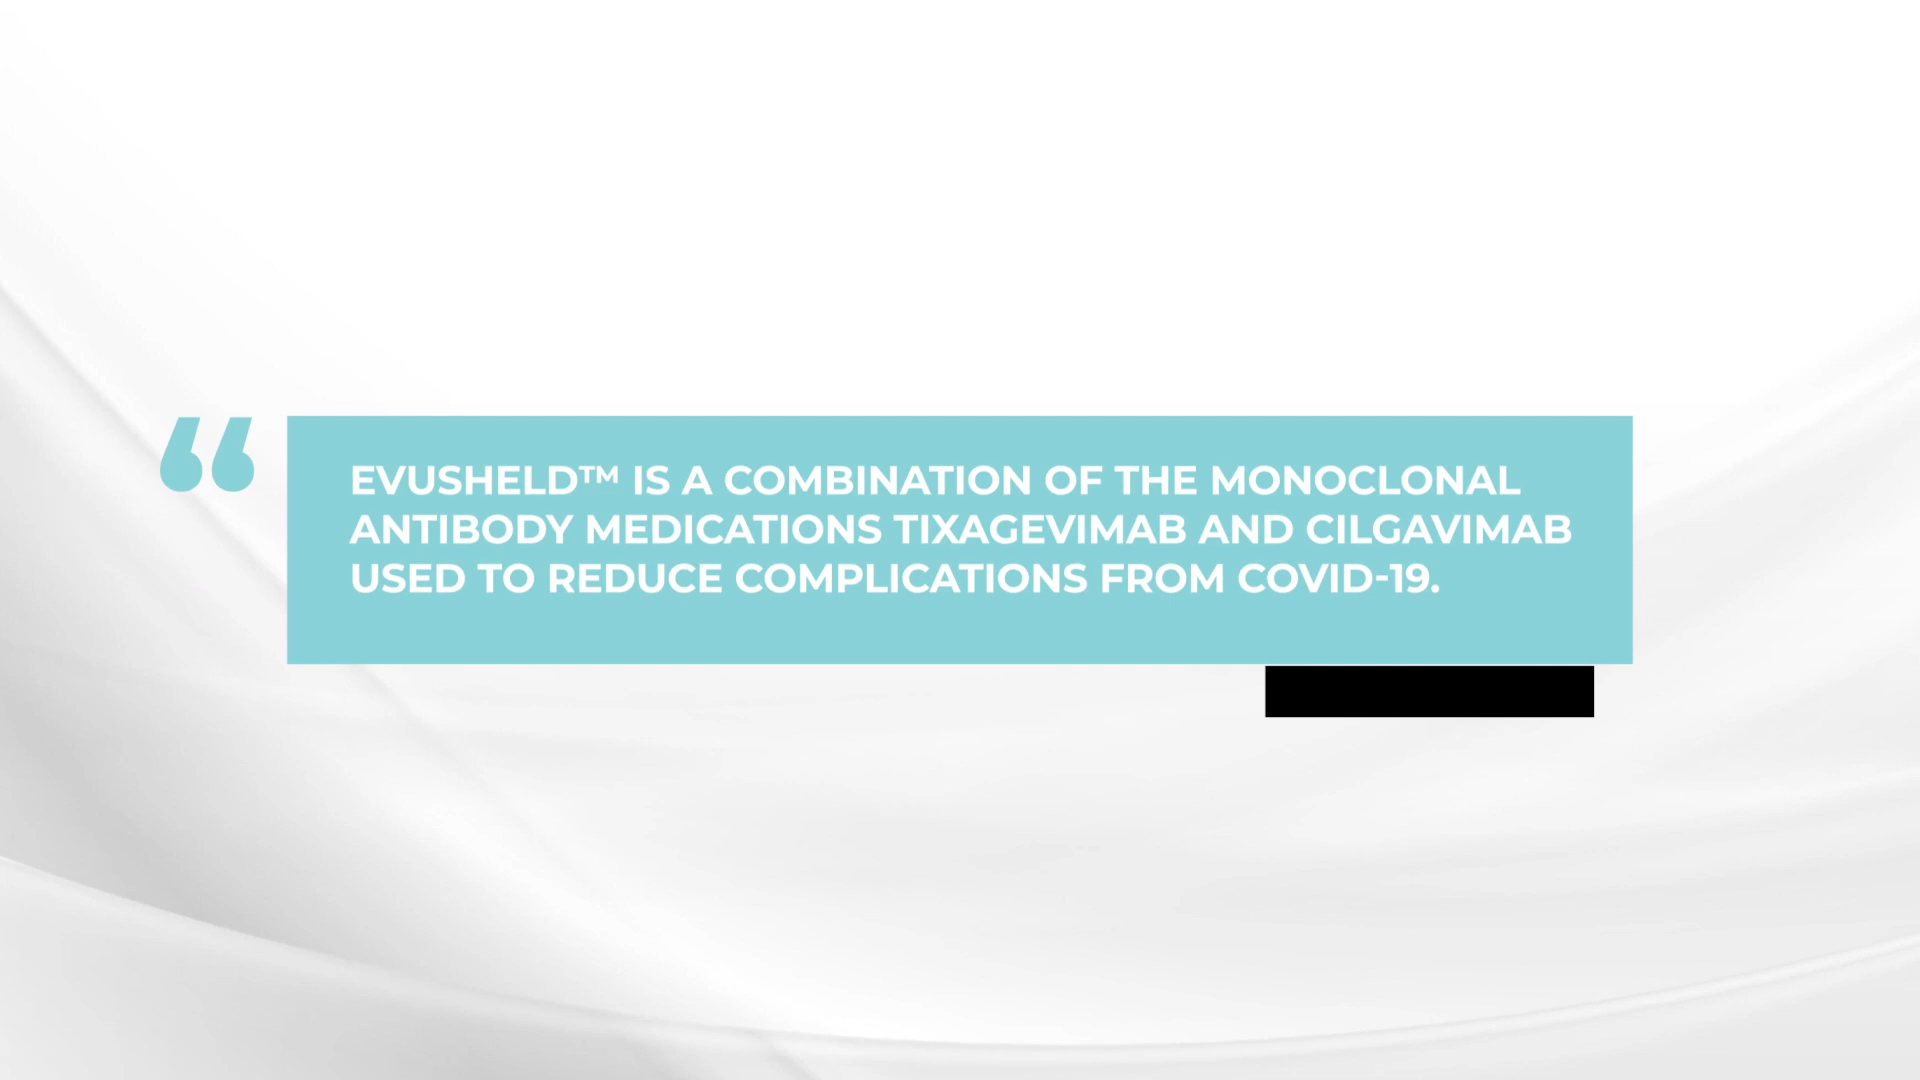 “
EVUSHELD™ IS A COMBINATION OF THE MONOCLONAL
ANTIBODY MEDICATIONS TIXAGEVIMAB AND CILGAVIMAB
USED TO REDUCE COMPLICATIONS FROM COVID-19.